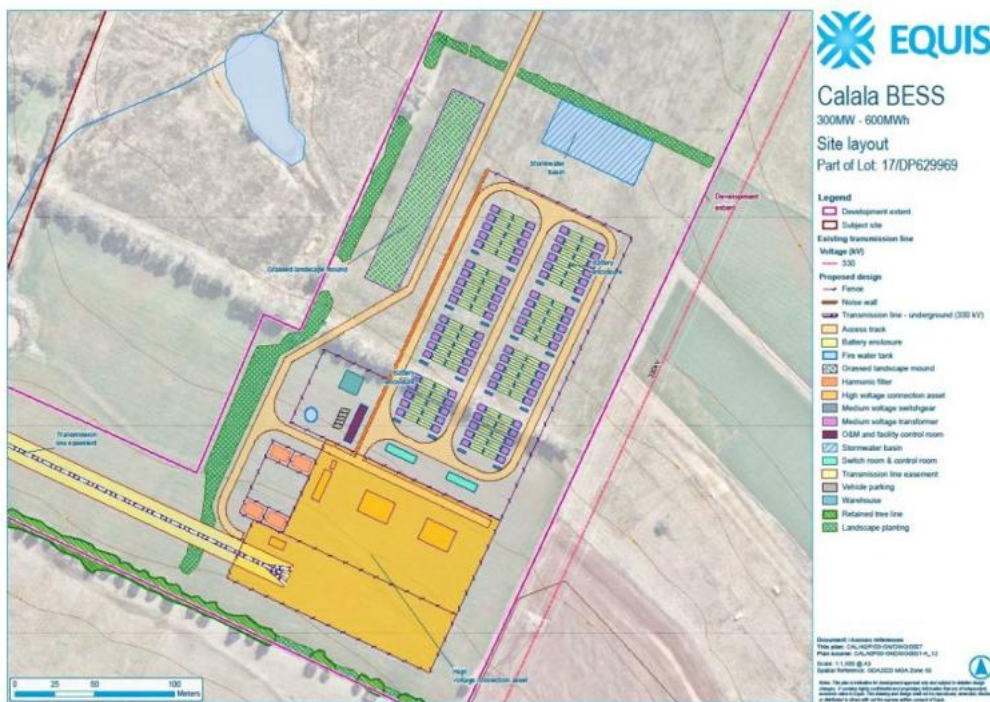 EQUIS
Calala BESS
300MW - 600MWh
Site layout
Part of Lot: 17/DP629969
Legend
Development extent
Subject site
Existing transmission line
Voltage (kV)
330
Proposed design
Fence
Noise wall
Transmission line - underground (330 kV)
Access track
Battery enclosure
Fire water tank
Grassed landscape mound
Harmonic filter
High voltage connection asset
Medium voltage switchgear
Medium voltage transformer
O&M and facility control room
Stormwater basin
Switch room & control room
Transmission line easement
Vehicle parking
Warehouse
Retained tree line
Landscape planting
Stormwater
basin
Development
extent
Grassed landscape mound
Battery
enclosure
Battery
enclosure
Transmission
line easement
High
voltage connection asset
0 25 50 100
Meters